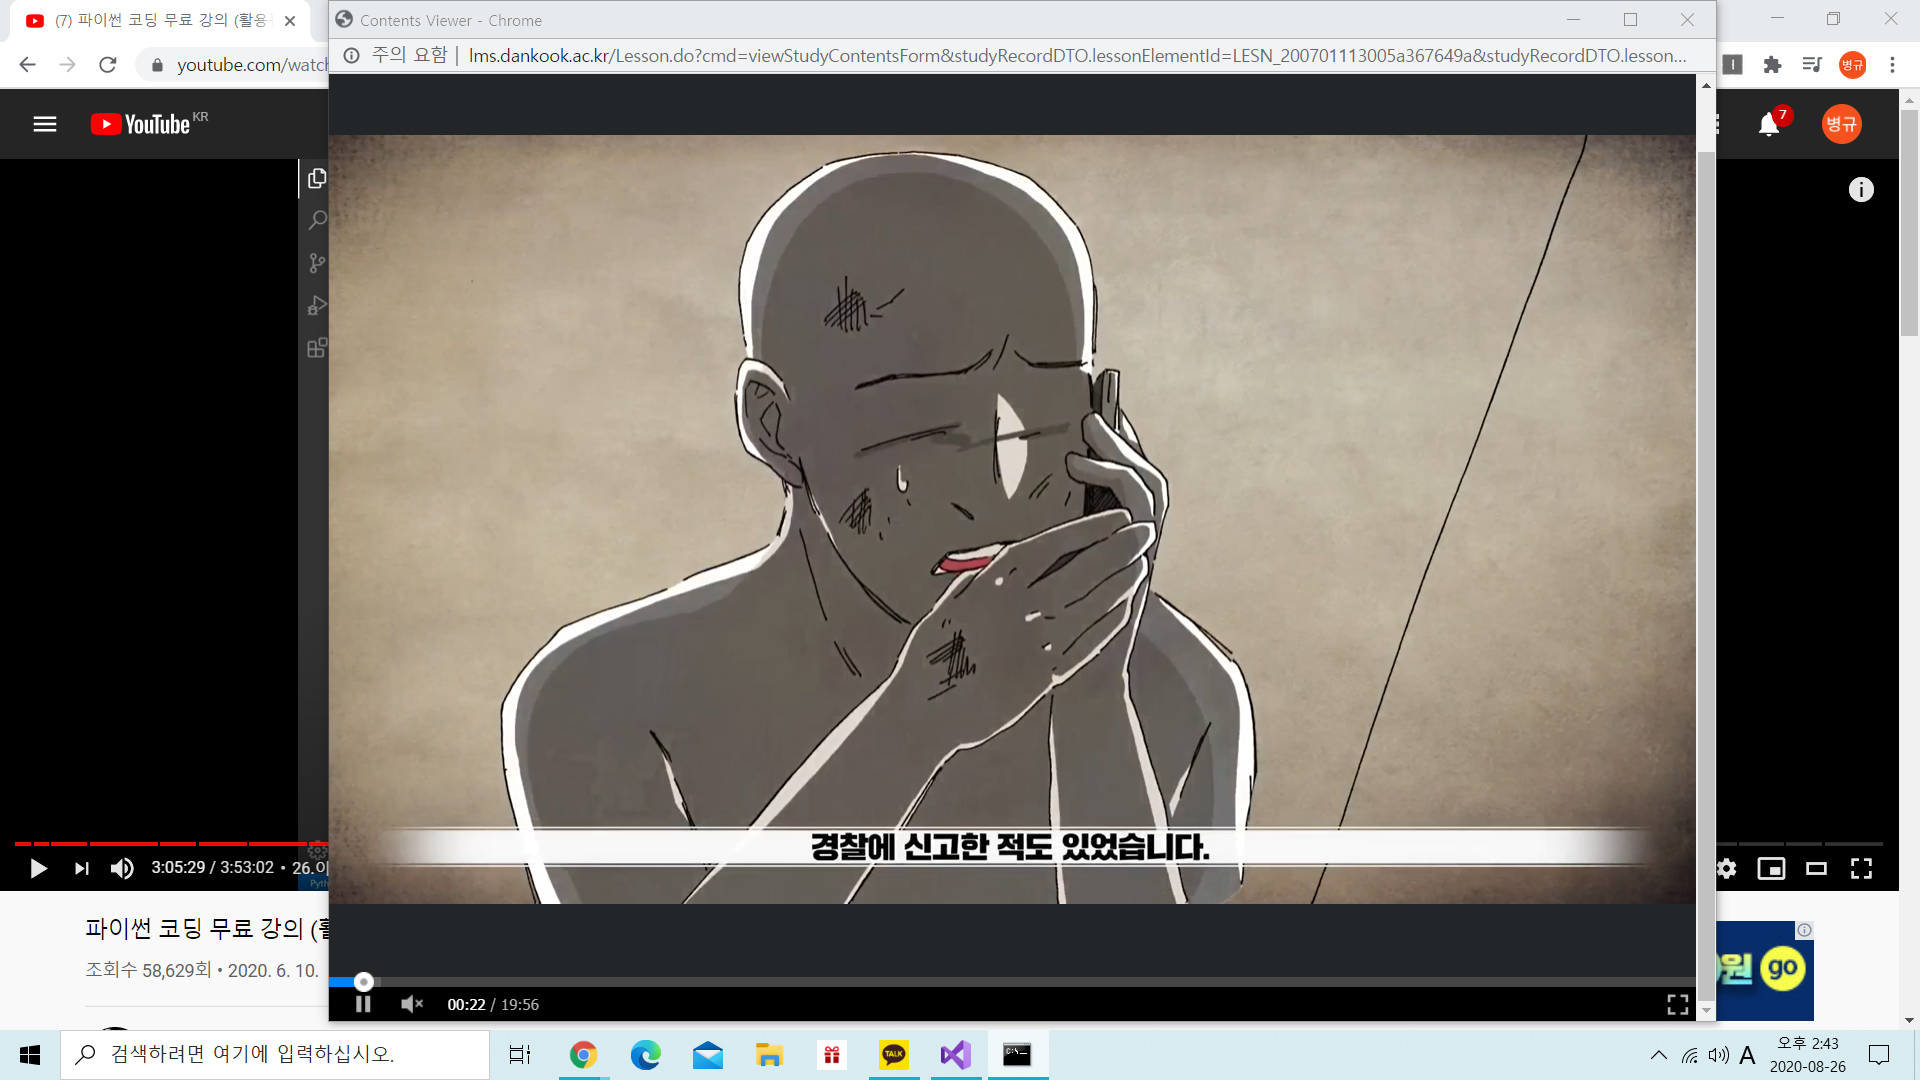 (7) 파이썬 코딩 무료 강의 (활용
Contents Viewer - Chrome
주의 요함 | lms.dankook.ac.kr/Lesson.do?cmd=viewStudyContentsForm&studyRecordDTO.lessonElementId=LESN_200701113005a367649a&studyRecordDTO.lesson...
youtube.com/watch
병규
YouTube KR
7
병규
경찰에 신고한 적도 있었습니다.
3:05:29 / 3:53:02 • 26.
파이썬 코딩 무료 강의 (
조회수 58,629회 • 2020. 6. 10.
원 go
00:22 / 19:56
검색하려면 여기에 입력하십시오.
TALK
A
오후 2:43
2020-08-26